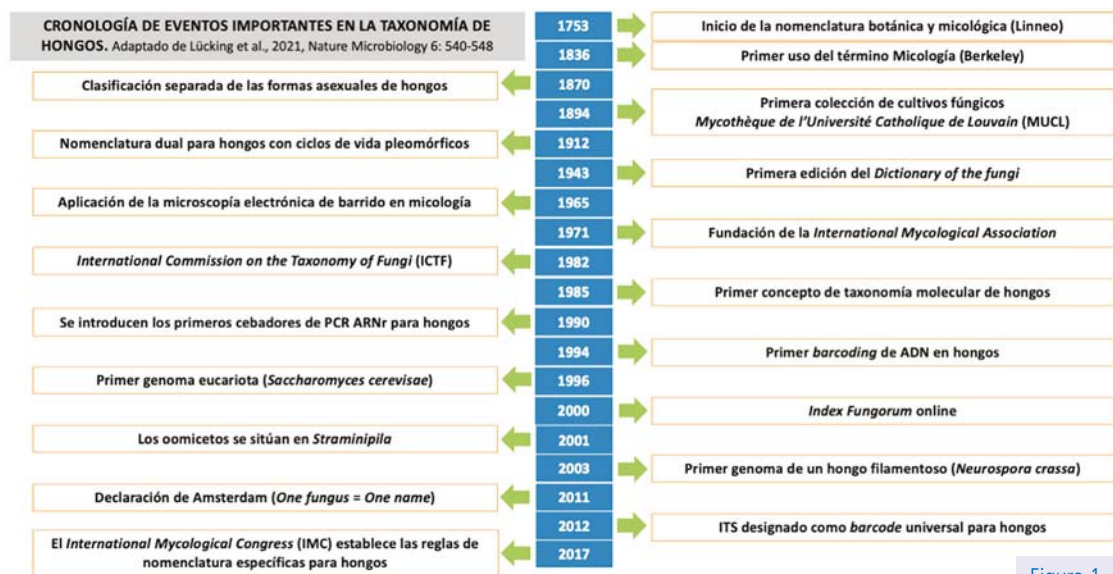 CRONOLOGÍA DE EVENTOS IMPORTANTES EN LA TAXONOMÍA DE
HONGOS. Adaptado de Lücking et al., 2021, Nature Microbiology 6: 540-548
1753
Inicio de la nomenclatura botánica y micológica (Linneo)
1836
Primer uso del término Micología (Berkeley)
Clasificación separada de las formas asexuales de hongos
1870
1894
Primera colección de cultivos fúngicos
Mycothèque de l'Université Catholique de Louvain (MUCL)
Nomenclatura dual para hongos con ciclos de vida pleomórficos
1912
1943
Primera edición del Dictionary of the fungi
Aplicación de la microscopía electrónica de barrido en micología
1965
1971
Fundación de la International Mycological Association
International Commission on the Taxonomy of Fungi (ICTF)
1982
1985
Primer concepto de taxonomía molecular de hongos
Se introducen los primeros cebadores de PCR ARNr para hongos
1990
1994
Primer barcoding de ADN en hongos
Primer genoma eucariota (Saccharomyces cerevisae)
1996
2000
Index Fungorum online
Los oomicetos se sitúan en Straminipila
2001
2003
Primer genoma de un hongo filamentoso (Neurospora crassa)
Declaración de Amsterdam (One fungus = One name)
2011
2012
ITS designado como barcode universal para hongos
El International Mycological Congress (IMC) establece las reglas de
nomenclatura específicas para hongos
2017
Figura 1